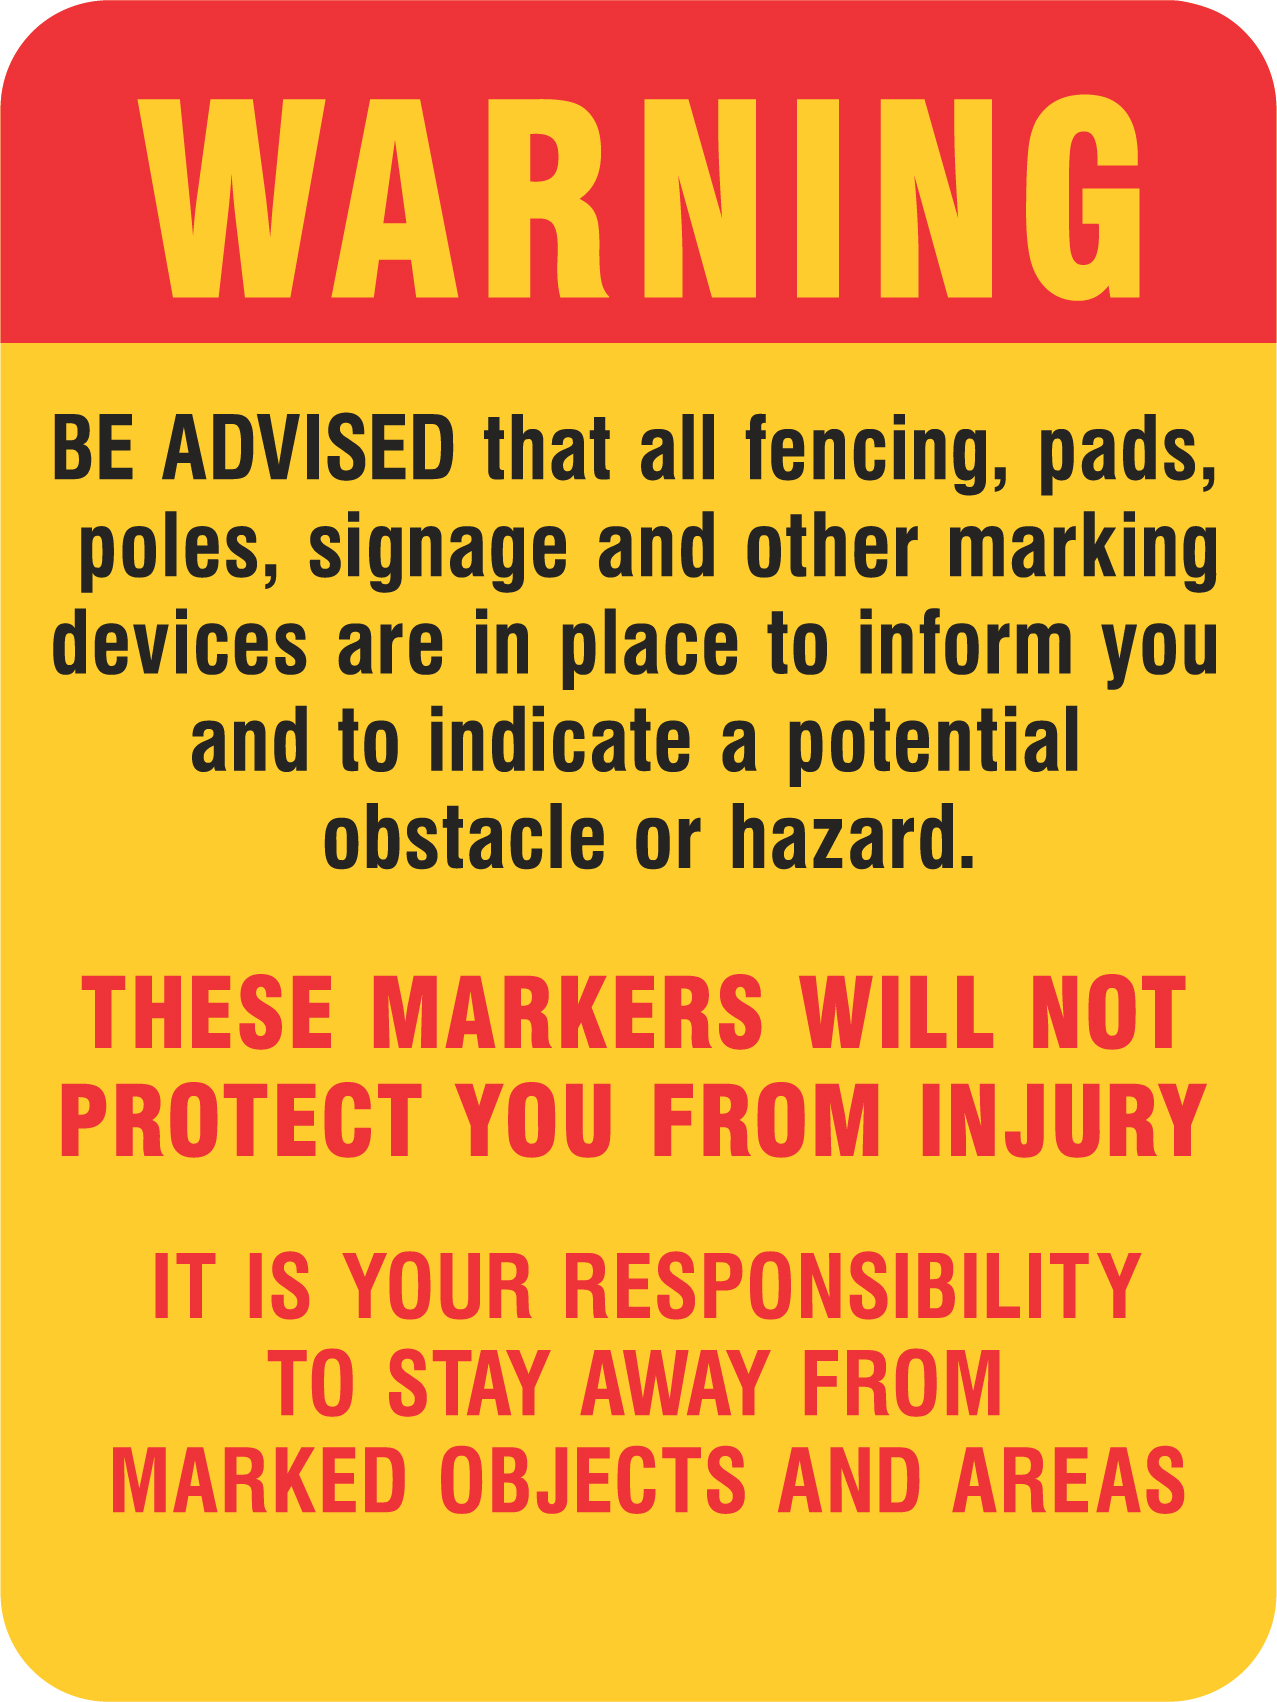 WARNING
BE ADVISED that all fencing, pads,
poles, signage and other marking
devices are in place to inform you
and to indicate a potential
obstacle or hazard.
THESE MARKERS WILL NOT
PROTECT YOU FROM INJURY
IT IS YOUR RESPONSIBILITY
TO STAY AWAY FROM
MARKED OBJECTS AND AREAS